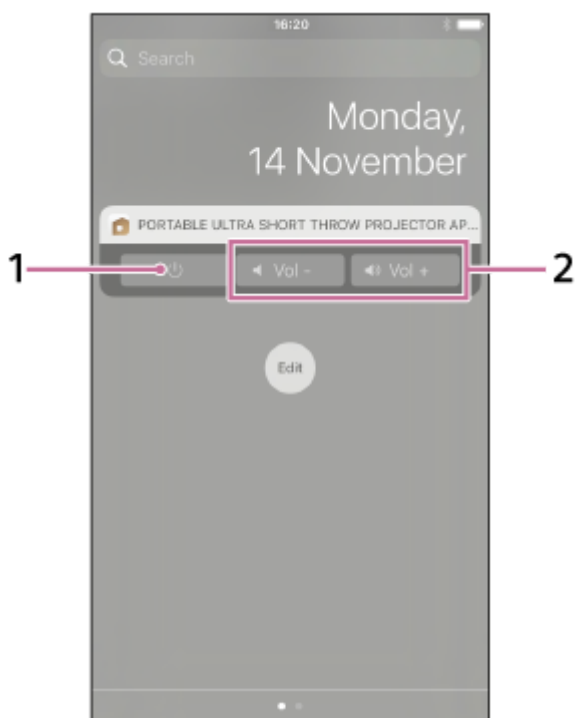 16:20
Search
Monday,
14 November
PORTABLE ULTRA SHORT THROW PROJECTOR AP...
1
Vol -
Vol +
2
Edit